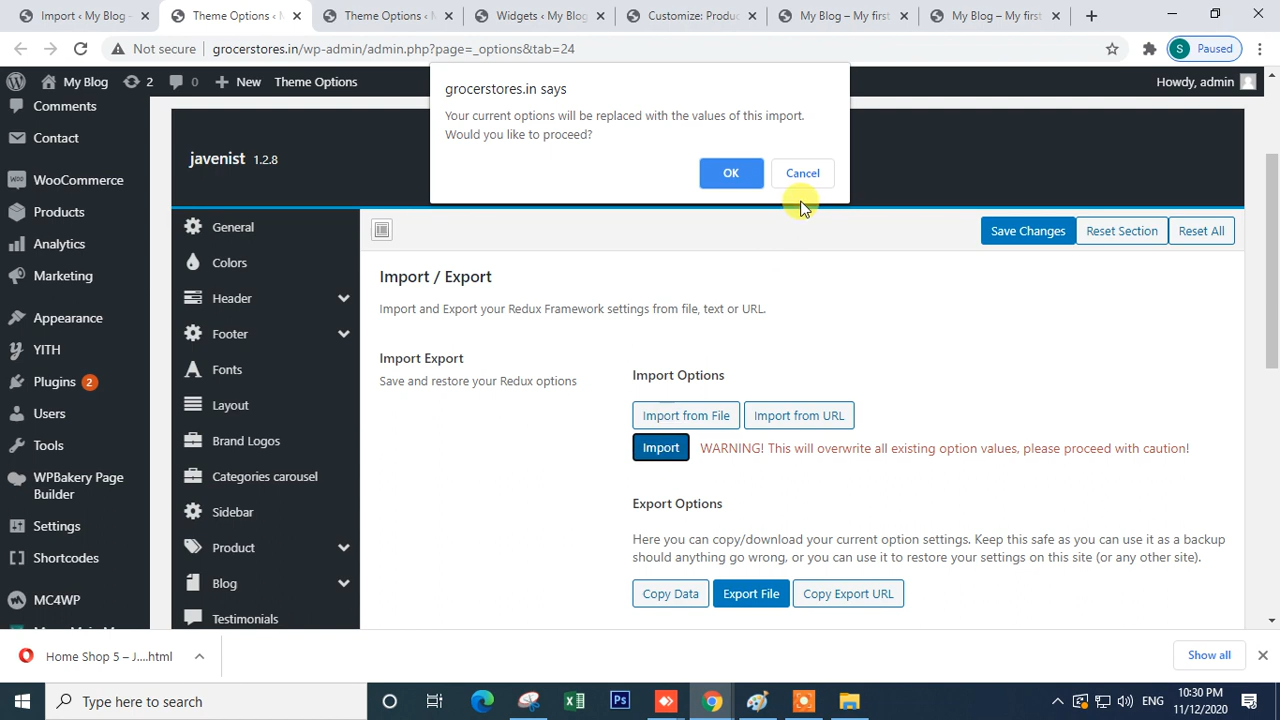 Import ‹ My Blog -
Theme Options ‹ M
Theme Options ‹ M
Widgets ‹ My Blog
Customize: Produc
My Blog – My first
My Blog – My first
Not secure
grocerstores.in/wp-admin/admin.php?page=_options&tab=24
S Paused
My Blog
2
0
New
Theme Options
Howdy, admin
grocerstores.in says
Your current options will be replaced with the values of this import.
Would you like to proceed?
OK
Cancel
Comments
Contact
WooCommerce
Products
Analytics
Marketing
Appearance
YITH
Plugins 2
Users
Tools
WPBakery Page
Builder
Settings
Shortcodes
MC4WP
javenist 1.2.8
General
Colors
Header
Footer
Fonts
Layout
Brand Logos
Categories carousel
Sidebar
Product
Blog
Testimonials
Save Changes
Reset Section
Reset All
Import / Export
Import and Export your Redux Framework settings from file, text or URL.
Import Export
Save and restore your Redux options
Import Options
Import from File
Import from URL
Import
WARNING! This will overwrite all existing option values, please proceed with caution!
Export Options
Here you can copy/download your current option settings. Keep this safe as you can use it as a backup
should anything go wrong, or you can use it to restore your settings on this site (or any other site).
Copy Data
Export File
Copy Export URL
Home Shop 5 – J....html
Show all
Type here to search
Ps
ENG
10:30 PM
11/12/2020